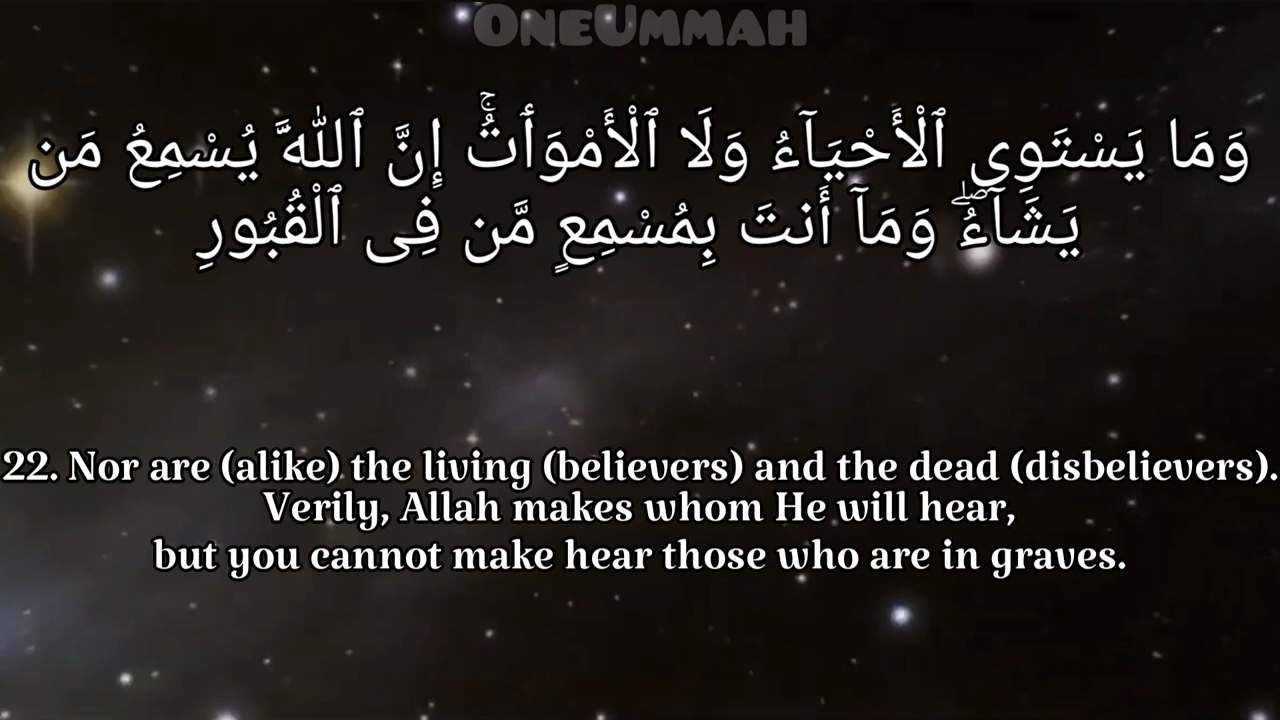 OneUmmah
وَمَا يَسْتَوِى ٱلْأَحْيَآءُ وَلَا ٱلْأَمْوَٲتُۚ إِنَّ ٱللَّهَ يُسْمِعُ مَن
يَشَآءُۖ وَمَآ أَنتَ بِمُسْمِعٍ مَّن فِى ٱلْقُبُورِ
22. Nor are (alike) the living (believers) and the dead (disbelievers).
Verily, Allah makes whom He will hear,
but you cannot make hear those who are in graves.